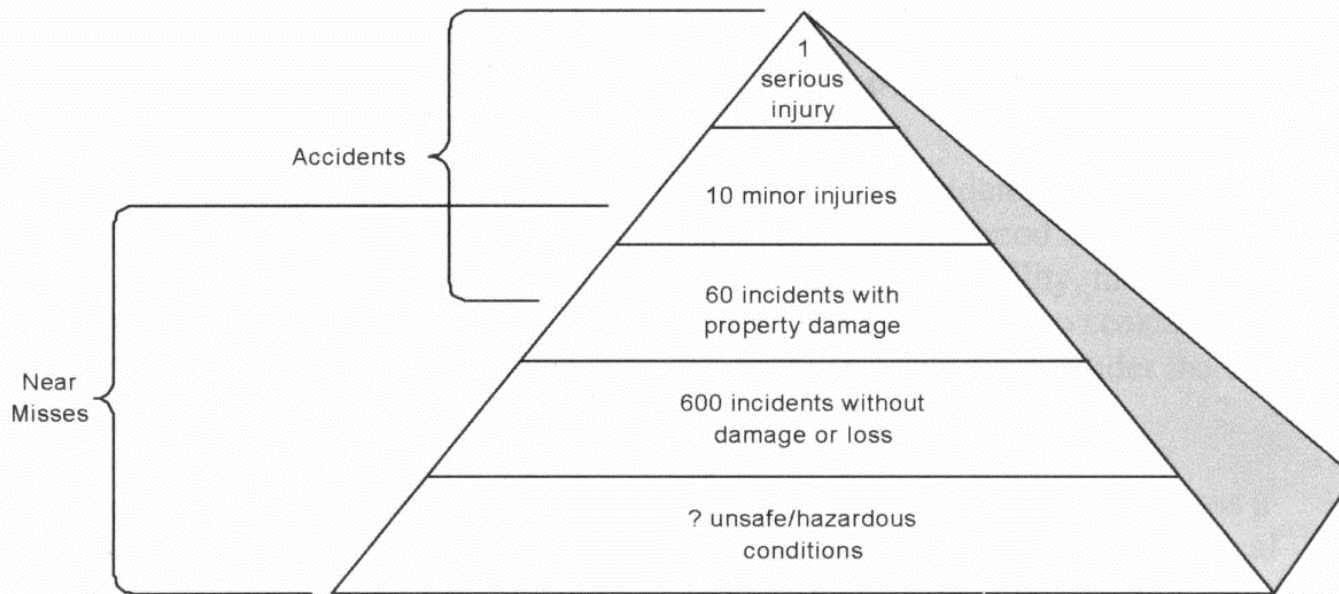 1
serious
injury
Accidents
10 minor injuries
60 incidents with
property damage
Near
Misses
600 incidents without
damage or loss
? unsafe/hazardous
conditions